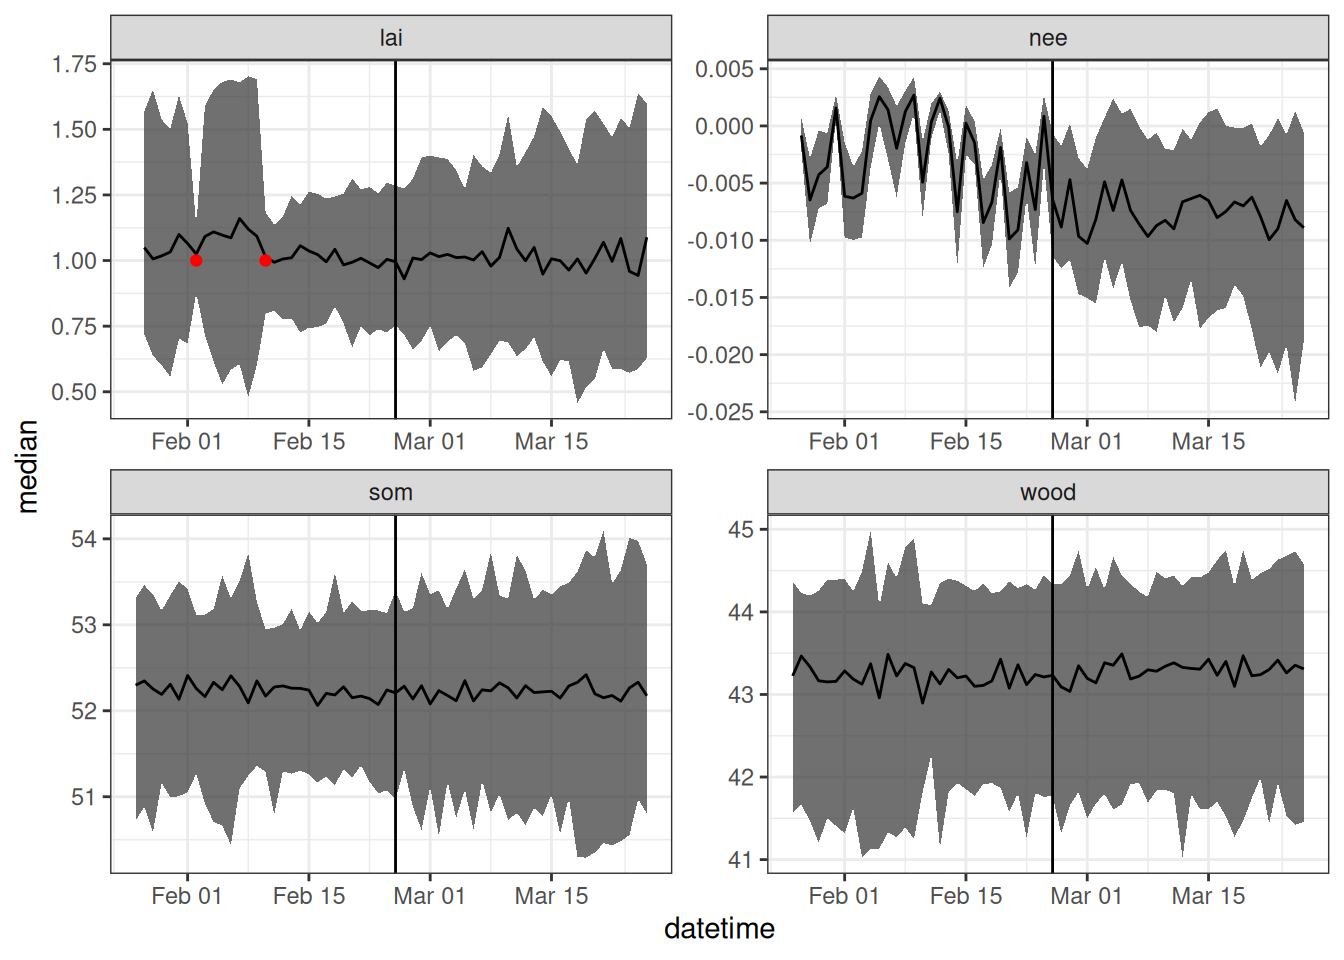 lai
nee
1.75
1.50
1.25
1.00
0.75
0.50
0.005
0.000
-0.005
-0.010
-0.015
-0.020
-0.025
Feb 01 Feb 15 Mar 01 Mar 15
Feb 01 Feb 15 Mar 01 Mar 15
median
som
wood
54
53
52
51
45
44
43
42
41
Feb 01 Feb 15 Mar 01 Mar 15
Feb 01 Feb 15 Mar 01 Mar 15
datetime